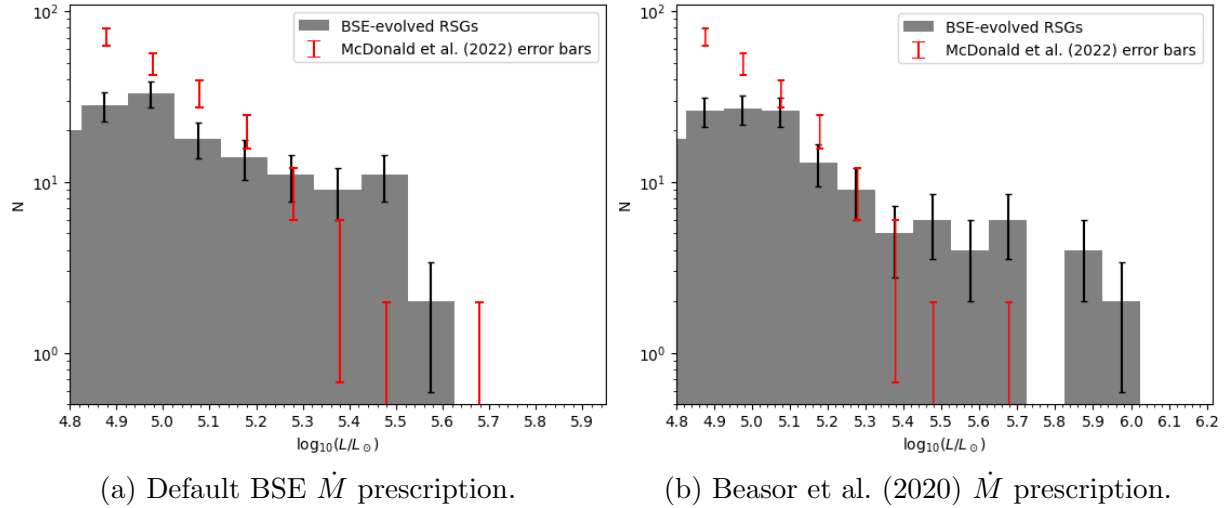 BSE-evolved RSGs
McDonald et al. (2022) error bars
10²
10¹
10⁰
N
4.8 4.9 5.0 5.1 5.2 5.3 5.4 5.5 5.6 5.7 5.8 5.9
log₁₀(L/L⊙)
(a) Default BSE Ṁ prescription.
BSE-evolved RSGs
McDonald et al. (2022) error bars
10²
10¹
10⁰
N
4.8 4.9 5.0 5.1 5.2 5.3 5.4 5.5 5.6 5.7 5.8 5.9 6.0 6.1 6.2
log₁₀(L/L⊙)
(b) Beasor et al. (2020) Ṁ prescription.